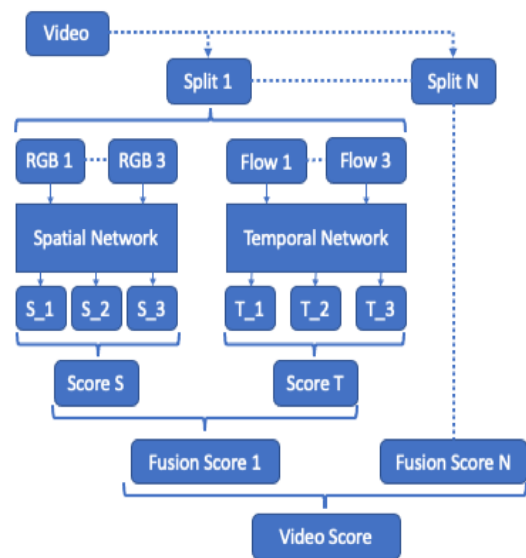 Video
Split 1
Split N
RGB 1
RGB 3
Flow 1
Flow 3
Spatial Network
Temporal Network
S_1
S_2
S_3
T_1
T_2
T_3
Score S
Score T
Fusion Score 1
Fusion Score N
Video Score